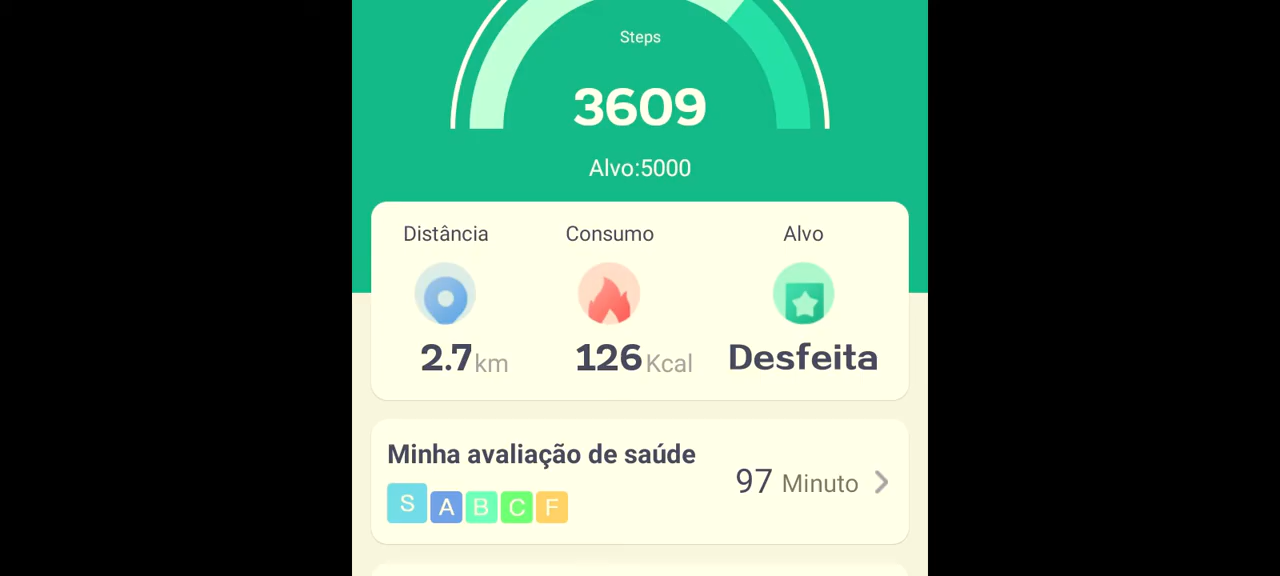 Steps
3609
Alvo:5000
Distância Consumo Alvo
2.7km 126Kcal Desfeita
Minha avaliação de saúde
97 Minuto
S A B C F